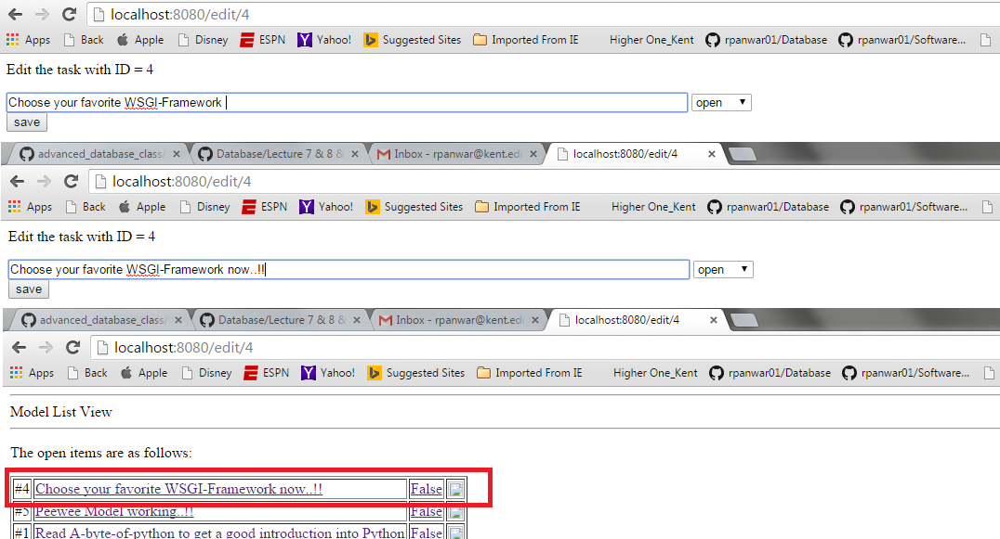 localhost:8080/edit/4
Apps Back Apple Disney ESPN Yahoo! Suggested Sites Imported From IE Higher One_Kent rpanwar01/Database rpanwar01/Software...
Edit the task with ID = 4
Choose your favorite WSGI-Framework open
save
advanced_database_class/ Database/Lecture 7 & 8 & Inbox - rpanwar@kent.ed localhost:8080/edit/4
localhost:8080/edit/4
Apps Back Apple Disney ESPN Yahoo! Suggested Sites Imported From IE Higher One_Kent rpanwar01/Database rpanwar01/Software...
Edit the task with ID = 4
Choose your favorite WSGI-Framework now..!! open
save
advanced_database_class/ Database/Lecture 7 & 8 & Inbox - rpanwar@kent.ed localhost:8080/edit/4
localhost:8080/edit/4
Apps Back Apple Disney ESPN Yahoo! Suggested Sites Imported From IE Higher One_Kent rpanwar01/Database rpanwar01/Software...
Model List View
The open items are as follows:
#4 Choose your favorite WSGI-Framework now..!! False
#5 Peewee Model working..!! False
#1 Read A-byte-of-python to get a good introduction into Python False